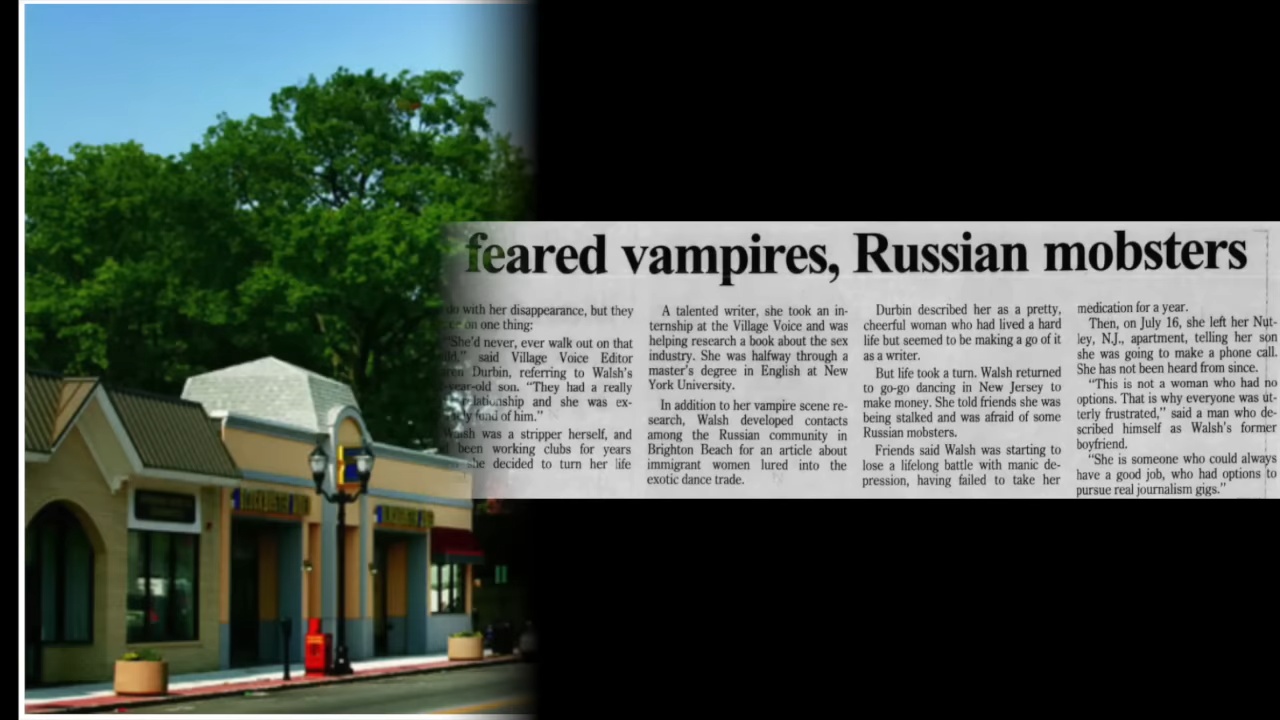 feared vampires, Russian mobsters
do with her disappearance, but they
on one thing:
"She'd never, ever walk out on that
said Village Voice Editor
Durbin, referring to Walsh's
son. "They had a really
and she was ex-
fond of him."
Walsh was a stripper herself, and
been working clubs for years
she decided to turn her life
A talented writer, she took an in-
ternship at the Village Voice and was
helping research a book about the sex
industry. She was halfway through a
master's degree in English at New
York University.
In addition to her vampire scene re-
search, Walsh developed contacts
among the Russian community in
Brighton Beach for an article about
immigrant women lured into the
exotic dance trade.
Durbin described her as a pretty,
cheerful woman who had lived a hard
life but seemed to be making a go of it
as a writer.
But life took a turn. Walsh returned
to go-go dancing in New Jersey to
make money. She told friends she was
being stalked and was afraid of some
Russian mobsters.
Friends said Walsh was starting to
lose a lifelong battle with manic de-
pression, having failed to take her
medication for a year.
Then, on July 16, she left her Nut-
ley, N.J., apartment, telling her son
she was going to make a phone call.
She has not been heard from since.
"This is not a woman who had no
options. That is why everyone was ut-
terly frustrated," said a man who de-
scribed himself as Walsh's former
boyfriend.
"She is someone who could always
have a good job, who had options to
pursue real journalism gigs."